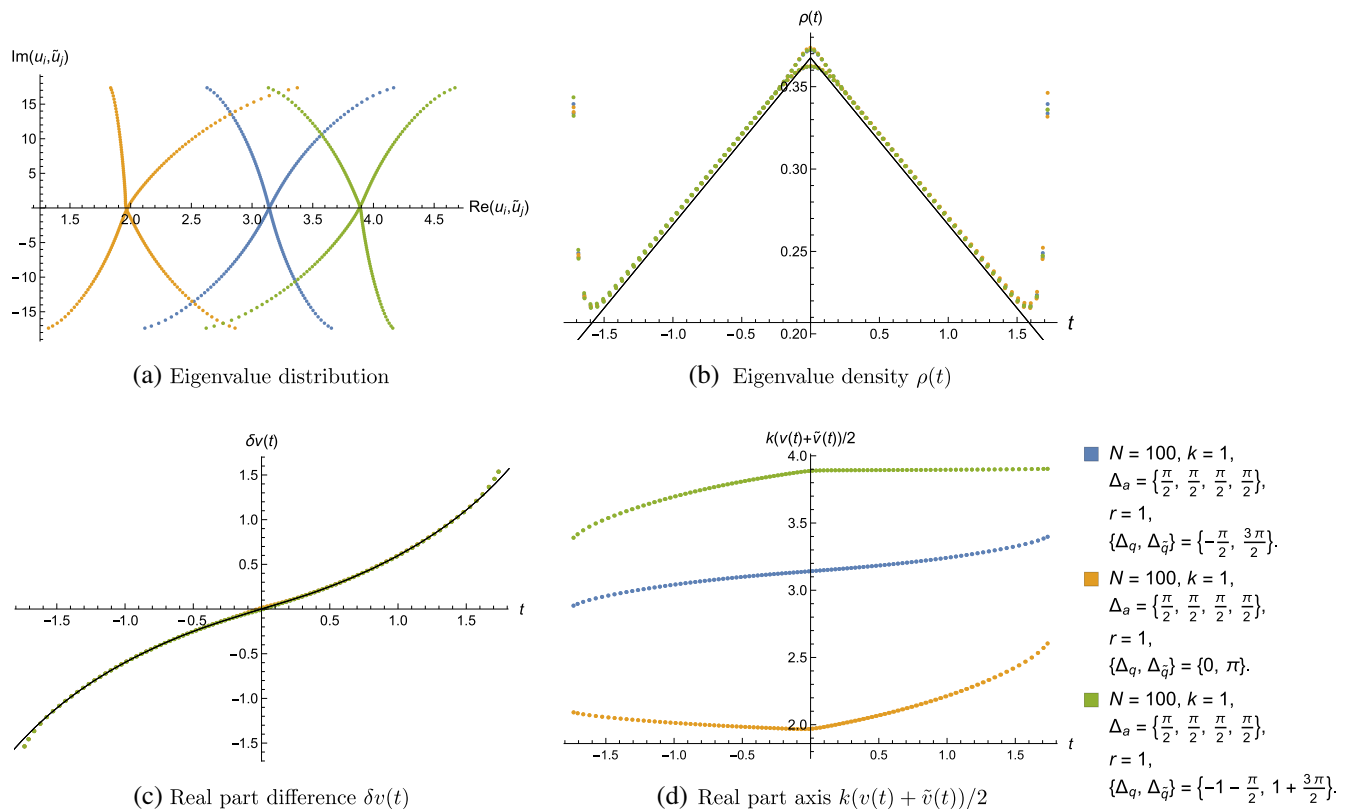 Im(uᵢ,ũⱼ)
15
10
5
−5
−10
−15
1.5 2.0 2.5 3.0 3.5 4.0 4.5
Re(uᵢ,ũⱼ)
(a) Eigenvalue distribution
ρ(t)
0.35
0.30
0.25
0.20
−1.5 −1.0 −0.5 0.5 1.0 1.5
t
(b) Eigenvalue density ρ(t)
δv(t)
1.5
1.0
0.5
−0.5
−1.0
−1.5
−1.5 −1.0 −0.5 0.5 1.0 1.5
t
(c) Real part difference δv(t)
k(v(t)+ṽ(t))/2
4.0
3.5
3.0
2.5
2.0
−1.5 −1.0 −0.5 0.5 1.0 1.5
t
(d) Real part axis k(v(t) + ṽ(t))/2
N = 100, k = 1,
Δₐ = {π/2, π/2, π/2, π/2},
r = 1,
{Δ_q, Δ_q̃} = {−π/2, 3π/2}.
N = 100, k = 1,
Δₐ = {π/2, π/2, π/2, π/2},
r = 1,
{Δ_q, Δ_q̃} = {0, π}.
N = 100, k = 1,
Δₐ = {π/2, π/2, π/2, π/2},
r = 1,
{Δ_q, Δ_q̃} = {−1 − π/2, 1 + 3π/2}.